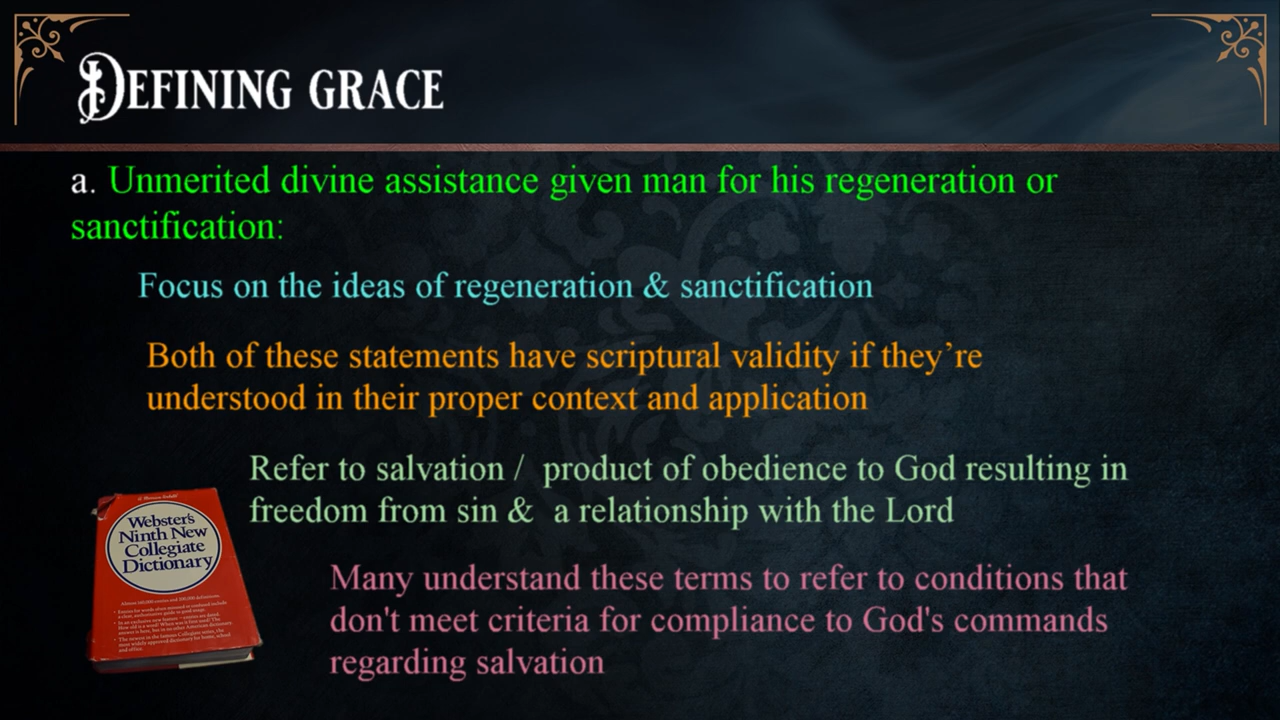 DEFINING GRACE
a. Unmerited divine assistance given man for his regeneration or
sanctification:
Focus on the ideas of regeneration & sanctification
Both of these statements have scriptural validity if they’re
understood in their proper context and application
Refer to salvation / product of obedience to God resulting in
freedom from sin & a relationship with the Lord
Many understand these terms to refer to conditions that
don't meet criteria for compliance to God's commands
regarding salvation
Webster's
Ninth New
Collegiate
Dictionary